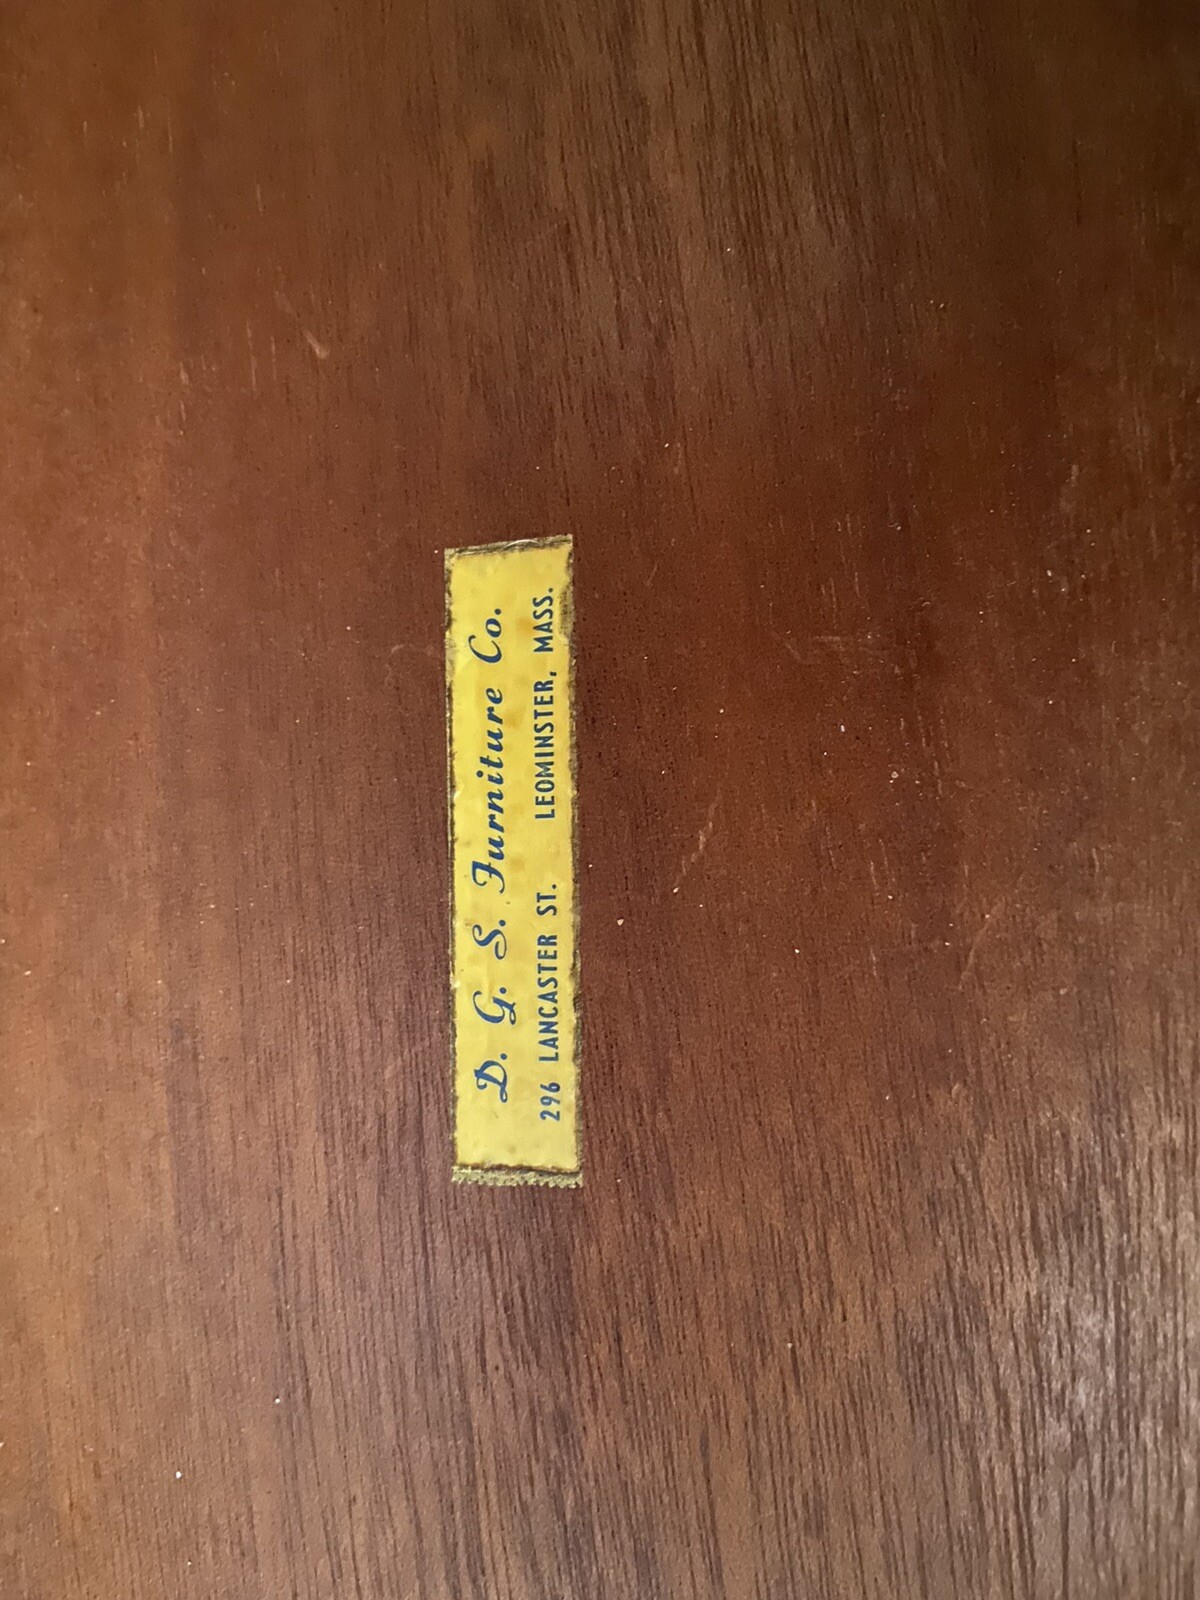 D. G. S. Furniture Co.
296 LANCASTER ST. LEOMINSTER, MASS.